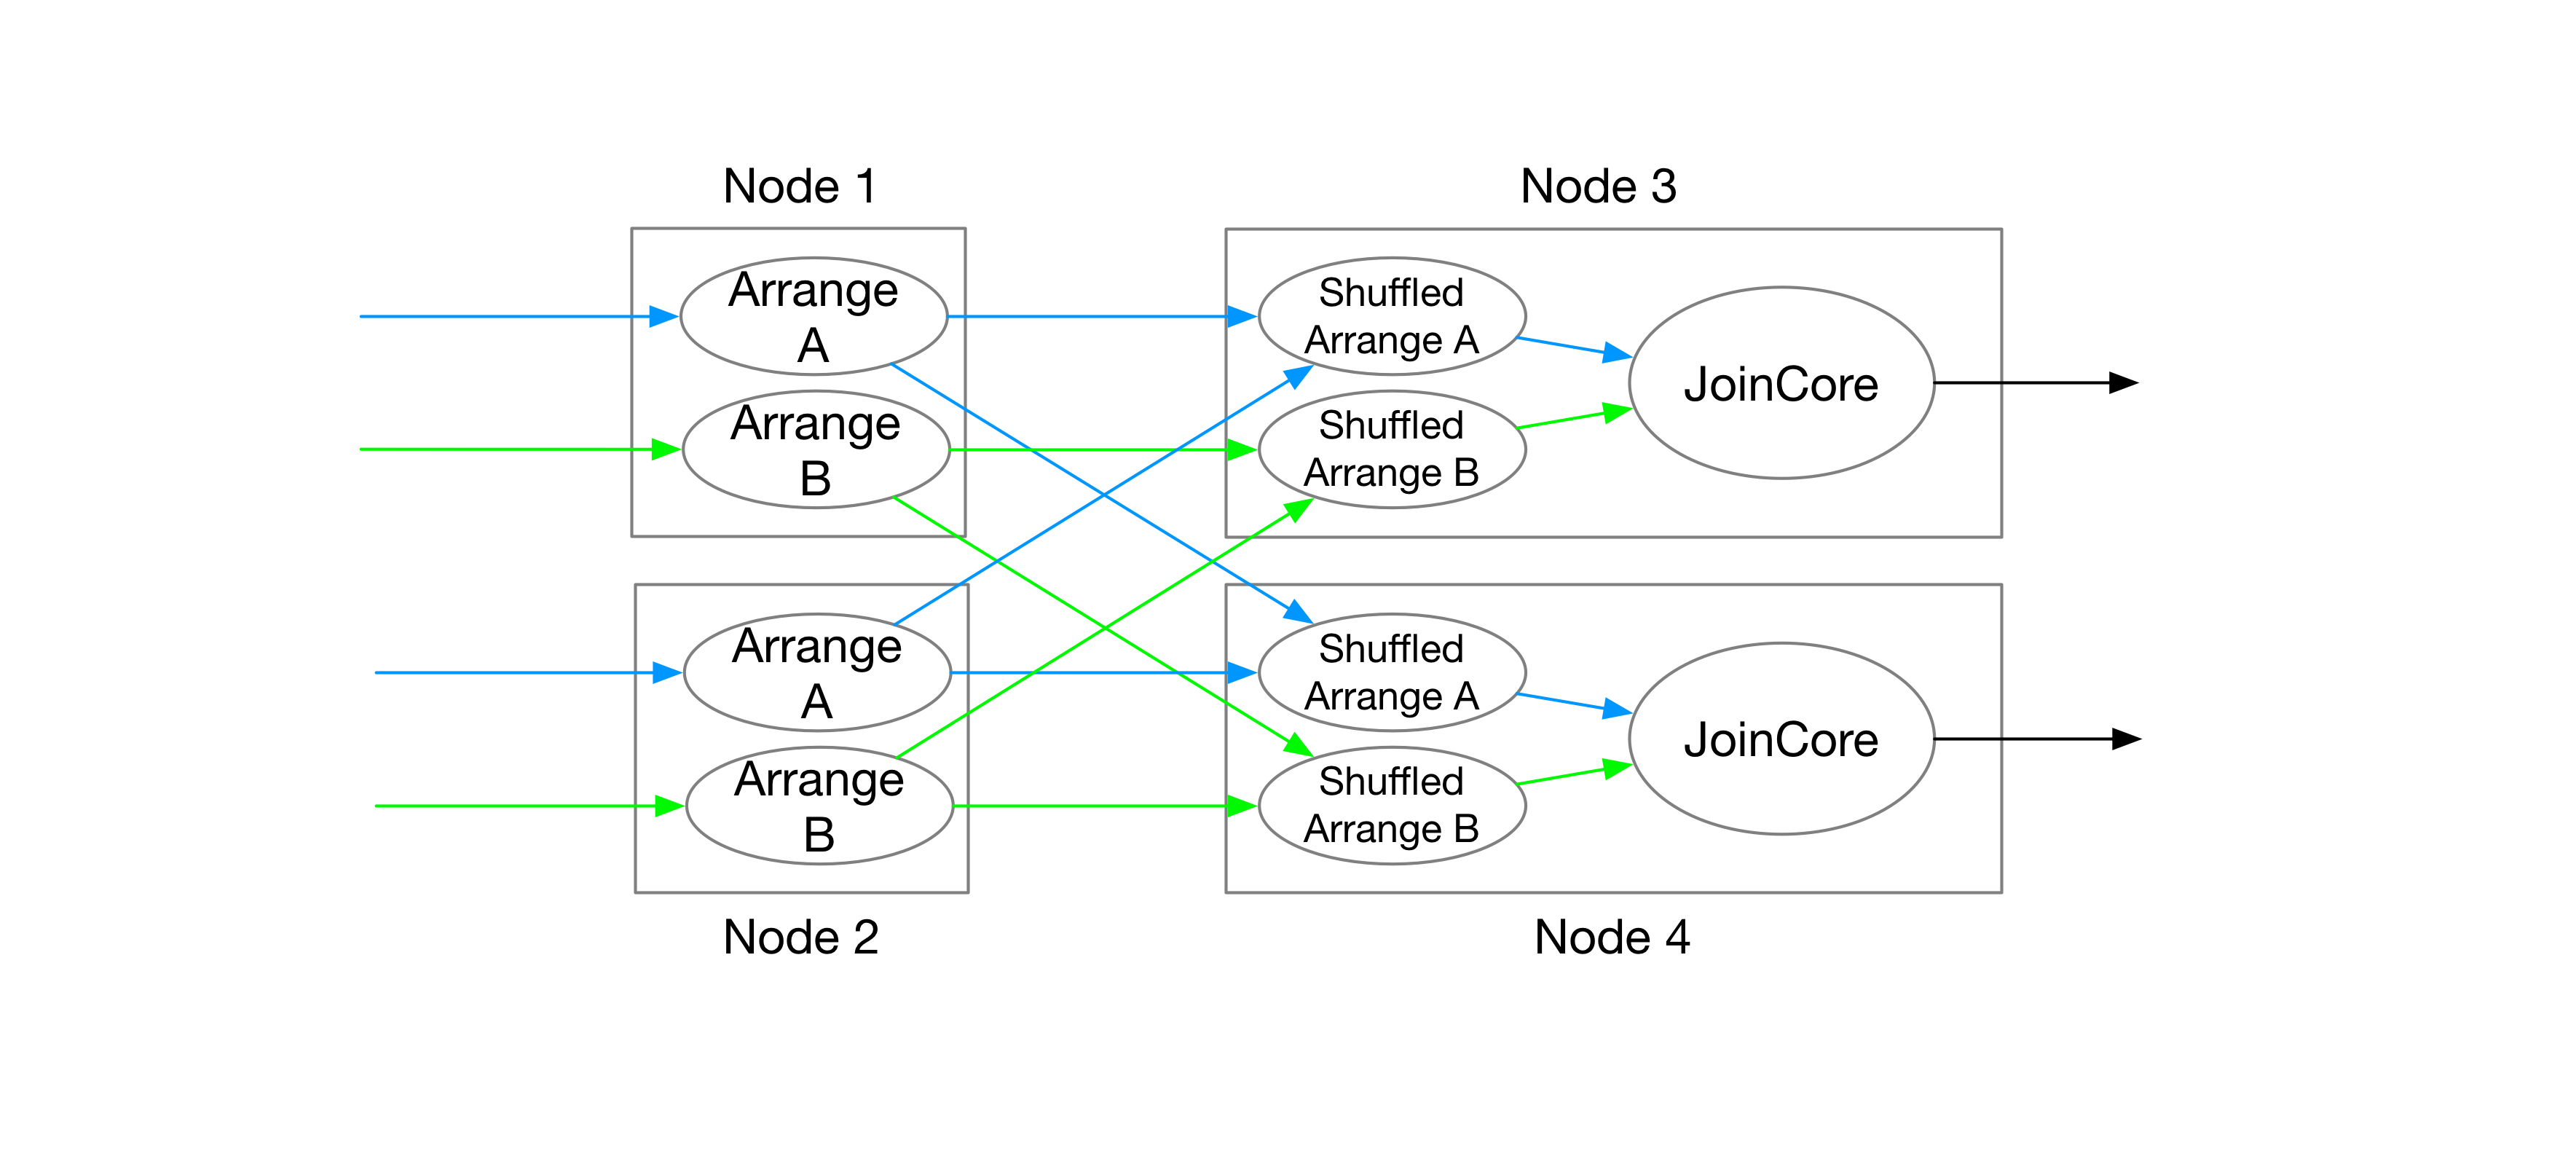 Node 1
Node 3
Arrange
A
Arrange
B
Shuffled
Arrange A
Shuffled
Arrange B
JoinCore
Arrange
A
Arrange
B
Shuffled
Arrange A
Shuffled
Arrange B
JoinCore
Node 2
Node 4